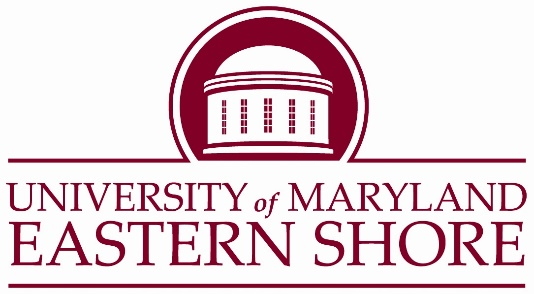 UNIVERSITY of MARYLAND
EASTERN SHORE